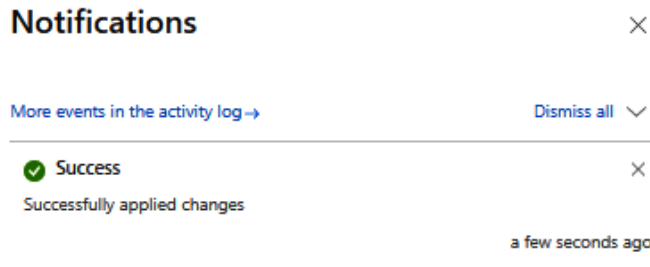 Notifications
More events in the activity log→ Dismiss all
Success
Successfully applied changes
a few seconds ago